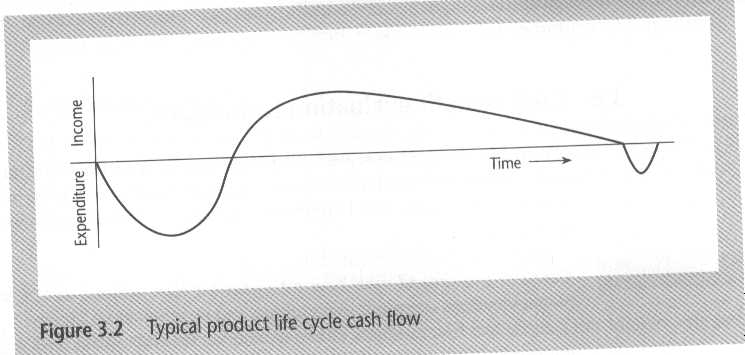 Income
Expenditure
Time
Figure 3.2 Typical product life cycle cash flow